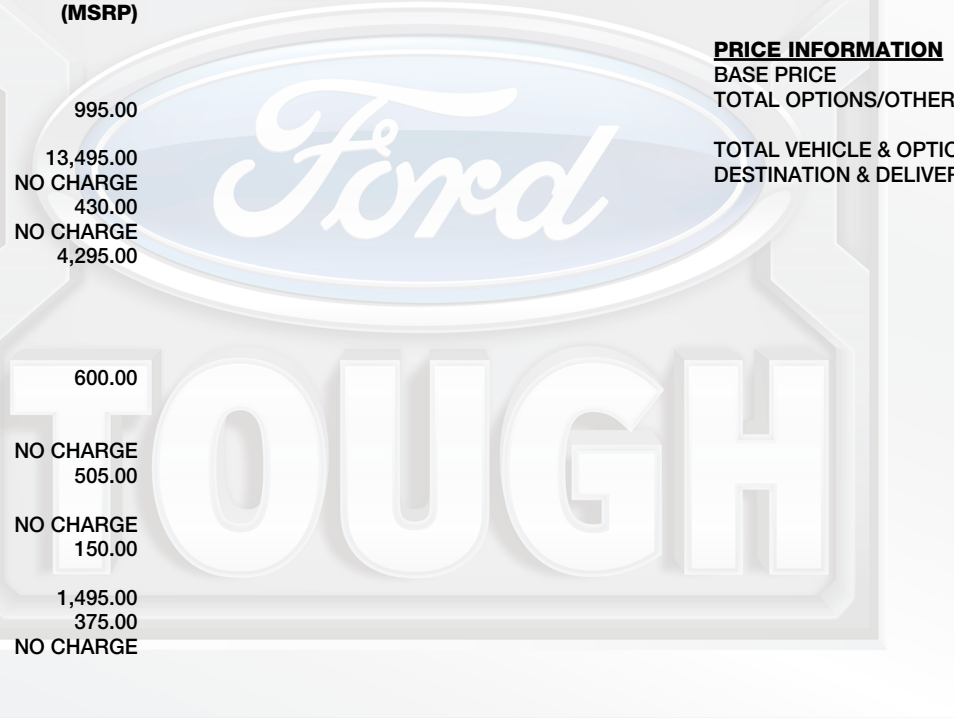 (MSRP)
995.00
13,495.00
NO CHARGE
430.00
NO CHARGE
4,295.00
600.00
NO CHARGE
505.00
NO CHARGE
150.00
1,495.00
375.00
NO CHARGE
PRICE INFORMATION
BASE PRICE
TOTAL OPTIONS/OTHER
TOTAL VEHICLE & OPTIO
DESTINATION & DELIVER
Ford
TOUGH